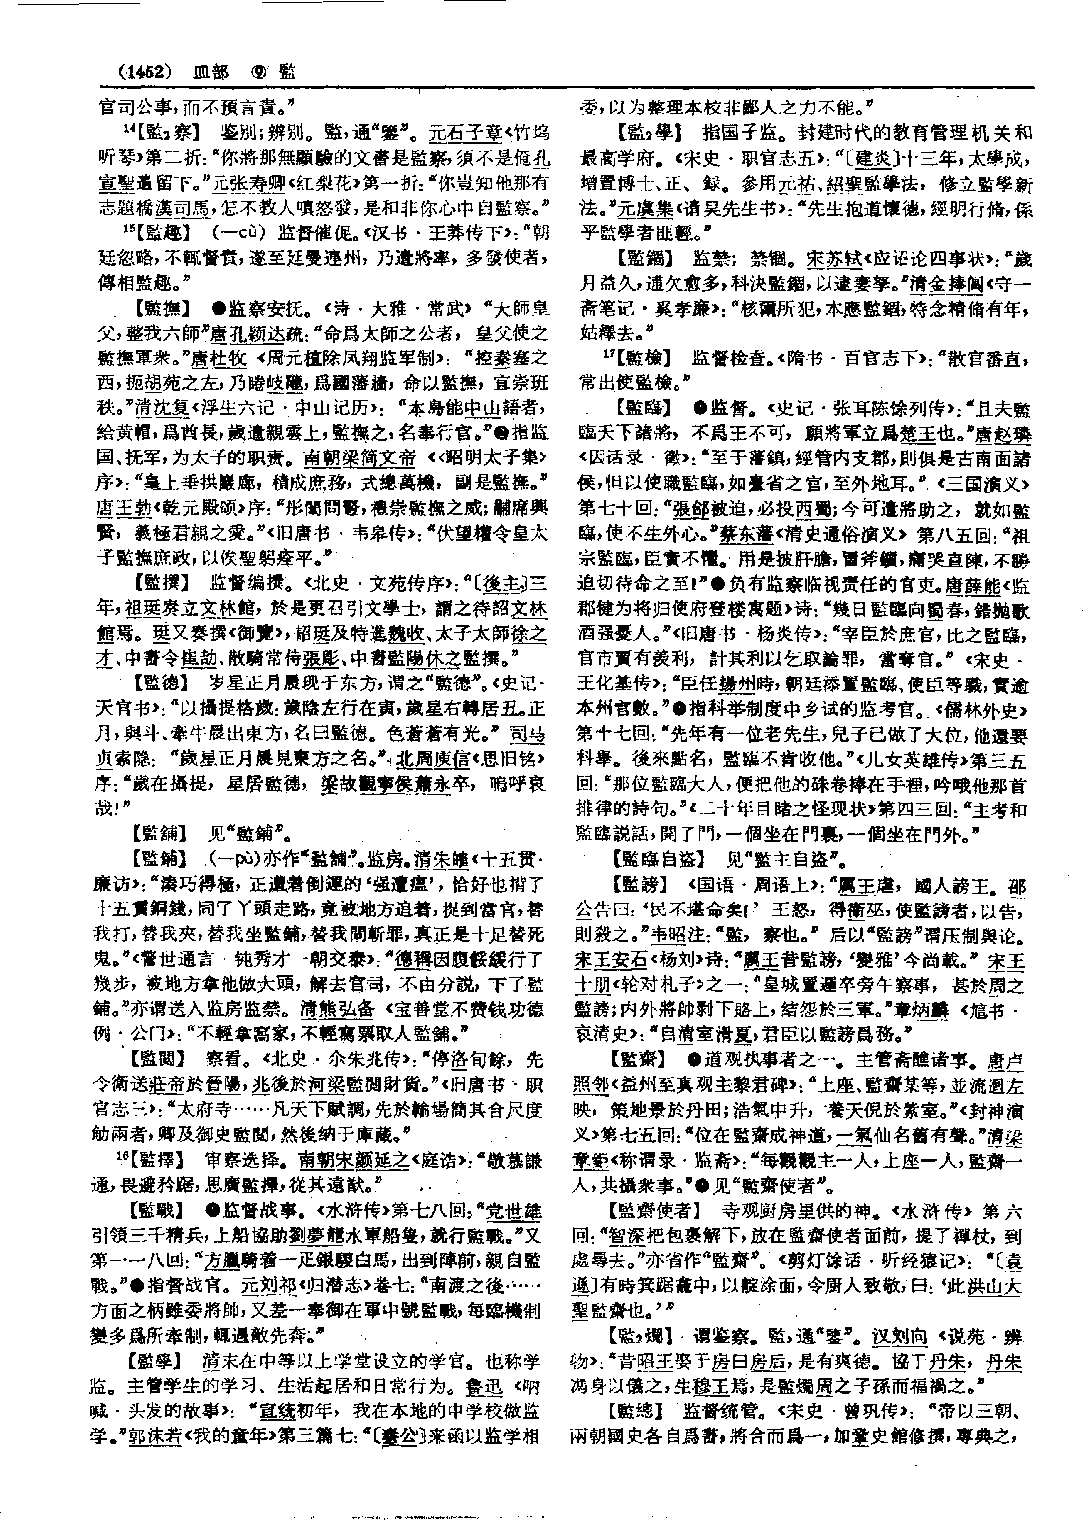 (1452) 皿部 ⑨ 監
官司公事，而不預言責。”
14【監₂察】 鉴别；辨别。監，通“鑒”。元石子章《竹坞
听琴》第二折：“你將那無顯驗的文書是監察，須不是俺孔
宣聖遺留下。”元张寿卿《红梨花》第一折：“你豈知他那有
志題橋漢司馬，怎不教人嗔怒發，是和非你心中自監察。”
15【監趣】 （—cù）监督催促。《汉书·王莽传下》：“朝
廷忽略，不輒督責，遂至延曼連州，乃遣將率，多發使者，
傳相監趣。”
【監撫】 ❶监察安抚。《诗·大雅·常武》“大師皇
父，整我六師”唐孔颖达疏：“命爲太師之公者，皇父使之
監撫軍衆。”唐杜牧《周元植除凤翔监军制》：“控秦塞之
西，扼胡苑之左，乃睠岐隴，爲國藩牆，命以監撫，宜崇班
秩。”清沈复《浮生六记·中山记历》：“本島能中山語者，
給黄帽，爲酋長，歲遣親雲上，監撫之，名奉行官。”❷指监
国、抚军，为太子的职责。南朝梁简文帝《〈昭明太子集〉
序》：“皇上垂拱巖廊，積成庶務，式總萬機，副是監撫。”
唐王勃《乾元殿颂》序：“彤闈問豎，禮崇監撫之威；黼席興
賢，義極君親之愛。”《旧唐书·韦皋传》：“伏望權令皇太
子監撫庶政，以俟聖躬痊平。”
【監撰】 监督编撰。《北史·文苑传序》：“〔後主〕三
年，祖珽奏立文林館，於是更召引文學士，謂之待詔文林
館焉。珽又奏撰《御覽》，詔珽及特進魏收、太子太師徐之
才、中書令崔劼、散騎常侍張彫、中書監陽休之監撰。”
【監德】 岁星正月晨现于东方，谓之“監德”。《史记·
天官书》：“以攝提格歲：歲陰左行在寅，歲星右轉居丑。正
月，與斗、牽牛晨出東方，名曰監德。色蒼蒼有光。”司马
贞索隐：“歲星正月晨見東方之名。”北周庾信《思旧铭》
序：“歲在攝提，星居監德，梁故觀寧侯蕭永卒，嗚呼哀
哉！”
【監舖】 见“監鋪”。
【監鋪】 （—pù）亦作“監舖”。监房。清朱㿥《十五贯·
廉访》：“湊巧得極，正遭着倒運的‘强遭瘟’，恰好也揹了
十五貫銅錢，同了丫頭走路，竟被地方追着，捉到當官，替
我打，替我夾，替我坐監鋪，替我問斬罪，真正是十足替死
鬼。”《警世通言·钝秀才一朝交泰》：“德稱因腹餒緩行了
幾步，被地方拿他做火頭，解去官司，不由分説，下了監
鋪。”亦谓送入监房监禁。清熊弘备《宝善堂不费钱功德
例·公门》：“不輕拿窩家，不輕寫票取人監鋪。”
【監閲】 察看。《北史·尒朱兆传》：“停洛旬餘，先
令衛送莊帝於晉陽，兆後於河梁監閲財貨。”《旧唐书·职
官志三》：“太府寺……凡天下賦調，先於輸場簡其合尺度
觔兩者，卿及御史監閲，然後纳于庫藏。”
16【監擇】 审察选择。南朝宋颜延之《庭诰》：“敬慕謙
通，畏避矜踞，思廣監擇，從其遠猷。”
【監戰】 ❶监督战事。《水浒传》第七八回：“党世雄
引領三千精兵，上船協助劉夢龍水軍船隻，就行監戰。”又
第一一八回：“方臘騎着一疋銀騣白馬，出到陣前，親自監
戰。”❷指督战官。元刘祁《归潜志》卷七：“南渡之後……
方面之柄雖委將帥，又差一奉御在軍中號監戰，每臨機制
變多爲所牽制，輒遇敵先奔。”
【監學】 清末在中等以上学堂设立的学官。也称学
监。主管学生的学习、生活起居和日常行为。鲁迅《呐
喊·头发的故事》：“宣統初年，我在本地的中学校做监
学。”郭沫若《我的童年》第三篇七：“〔秦公〕来函以监学相
委，以为整理本校非鄙人之力不能。”
【監₂學】 指国子监。封建时代的教育管理机关和
最高学府。《宋史·职官志五》：“〔建炎〕十三年，太學成，
增置博士、正、録。參用元祐、紹聖監學法，修立監學新
法。”元虞集《请吴先生书》：“先生抱道懷德，經明行脩，係
乎監學者匪輕。”
【監錮】 监禁；禁锢。宋苏轼《应诏论四事状》：“歲
月益久，逋欠愈多，科決監錮，以逮妻孥。”清金捧阊《守一
斋笔记·奚孝廉》：“核爾所犯，本應監錮，特念精脩有年，
姑釋去。”
17【監檢】 监督检查。《隋书·百官志下》：“散官番直，
常出使監檢。”
【監臨】 ❶监督。《史记·张耳陈馀列传》：“且夫監
臨天下諸將，不爲王不可，願將軍立爲楚王也。”唐赵璘
《因话录·徵》：“至于藩鎮，經管内支郡，則俱是古南面諸
侯，但以使職監臨，如臺省之官，至外地耳。”《三国演义》
第七十回：“張郃被迫，必投西蜀；今可遣將助之，就如監
臨，使不生外心。”蔡东藩《清史通俗演义》第八五回：“祖
宗監臨，臣實不懼。用是披肝膽，冒斧鑕，痛哭直陳，不勝
迫切待命之至！”❷负有监察临视责任的官吏。唐薛能《监
郡犍为将归使府登楼寓题》诗：“幾日監臨向蜀春，錯抛歌
酒强憂人。”《旧唐书·杨炎传》：“宰臣於庶官，比之監臨，
官市賈有羡利，計其利以乞取論罪，當奪官。”《宋史·
王化基传》：“臣任揚州時，朝廷添置監臨、使臣等職，實逾
本州官數。”❸指科举制度中乡试的监考官。《儒林外史》
第十七回：“先年有一位老先生，兒子已做了大位，他還要
科舉。後來點名，監臨不肯收他。”《儿女英雄传》第三五
回：“那位監臨大人，便把他的硃卷捧在手裡，吟哦他那首
排律的詩句。”《二十年目睹之怪现状》第四三回：“主考和
監臨説話，開了門，一個坐在門裏，一個坐在門外。”
【監臨自盜】 见“監主自盜”。
【監謗】 《国语·周语上》：“厲王虐，國人謗王。邵
公告曰：‘民不堪命矣！’王怒，得衛巫，使監謗者，以告，
則殺之。”韦昭注：“監，察也。”后以“監謗”谓压制舆论。
宋王安石《杨刘》诗：“厲王昔監謗，‘變雅’今尚載。”宋王
十朋《轮对札子》之一：“皇城置邏卒旁午察事，甚於周之
監謗；内外將帥剥下賂上，結怨於三軍。”章炳麟《訄书·
哀清史》：“自清室滑夏，君臣以監謗爲務。”
【監齋】 ❶道观执事者之一。主管斋醮诸事。唐卢
照邻《益州至真观主黎君碑》：“上座、監齋某等，並流迴左
映，策地景於丹田；浩氣中升，養天倪於紫室。”《封神演
义》第七五回：“位在監齋成神道，一氣仙名舊有聲。”清梁
章钜《称谓录·监斋》：“每觀觀主一人，上座一人，監齋一
人，共攝衆事。”❷见“監齋使者”。
【監齋使者】 寺观厨房里供的神。《水浒传》第六
回：“智深把包裹解下，放在監齋使者面前，提了禪杖，到
處尋去。”亦省作“監齋”。《剪灯馀话·听经猿记》：“〔袁
遜〕有時箕踞龕中，以靛涂面，令厨人致敬，曰：‘此洪山大
聖監齋也。’”
【監₂燭】 谓鉴察。監，通“鑒”。汉刘向《说苑·辨
物》：“昔昭王娶于房曰房后，是有爽德。協于丹朱，丹朱
馮身以儀之，生穆王焉，是監燭周之子孫而福禍之。”
【監總】 监督统管。《宋史·曾巩传》：“帝以三朝、
兩朝國史各自爲書，將合而爲一，加鞏史館修撰，專典之，